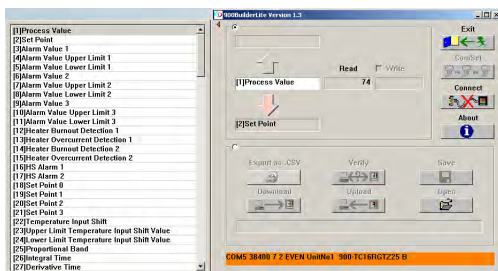 900BuilderLite Version 1.3
[1]Process Value
[2]Set Point
[3]Alarm Value 1
[4]Alarm Value Upper Limit 1
[5]Alarm Value Lower Limit 1
[6]Alarm Value 2
[7]Alarm Value Upper Limit 2
[8]Alarm Value Lower Limit 2
[9]Alarm Value 3
[10]Alarm Value Upper Limit 3
[11]Alarm Value Lower Limit 3
[12]Heater Burnout Detection 1
[13]Heater Overcurrent Detection 1
[14]Heater Burnout Detection 2
[15]Heater Overcurrent Detection 2
[16]HS Alarm 1
[17]HS Alarm 2
[18]Set Point 0
[19]Set Point 1
[20]Set Point 2
[21]Set Point 3
[22]Temperature Input Shift
[23]Upper Limit Temperature Input Shift Value
[24]Lower Limit Temperature Input Shift Value
[25]Proportional Band
[26]Integral Time
[27]Derivative Time
Read
Write
[1]Process Value
74
[2]Set Point
Exit
ComSet
Connect
About
Export as .CSV
Verify
Save
Download
Upload
Open
COM5 38400 7 2 EVEN UnitNo1 900-TC16RGTZ25 B